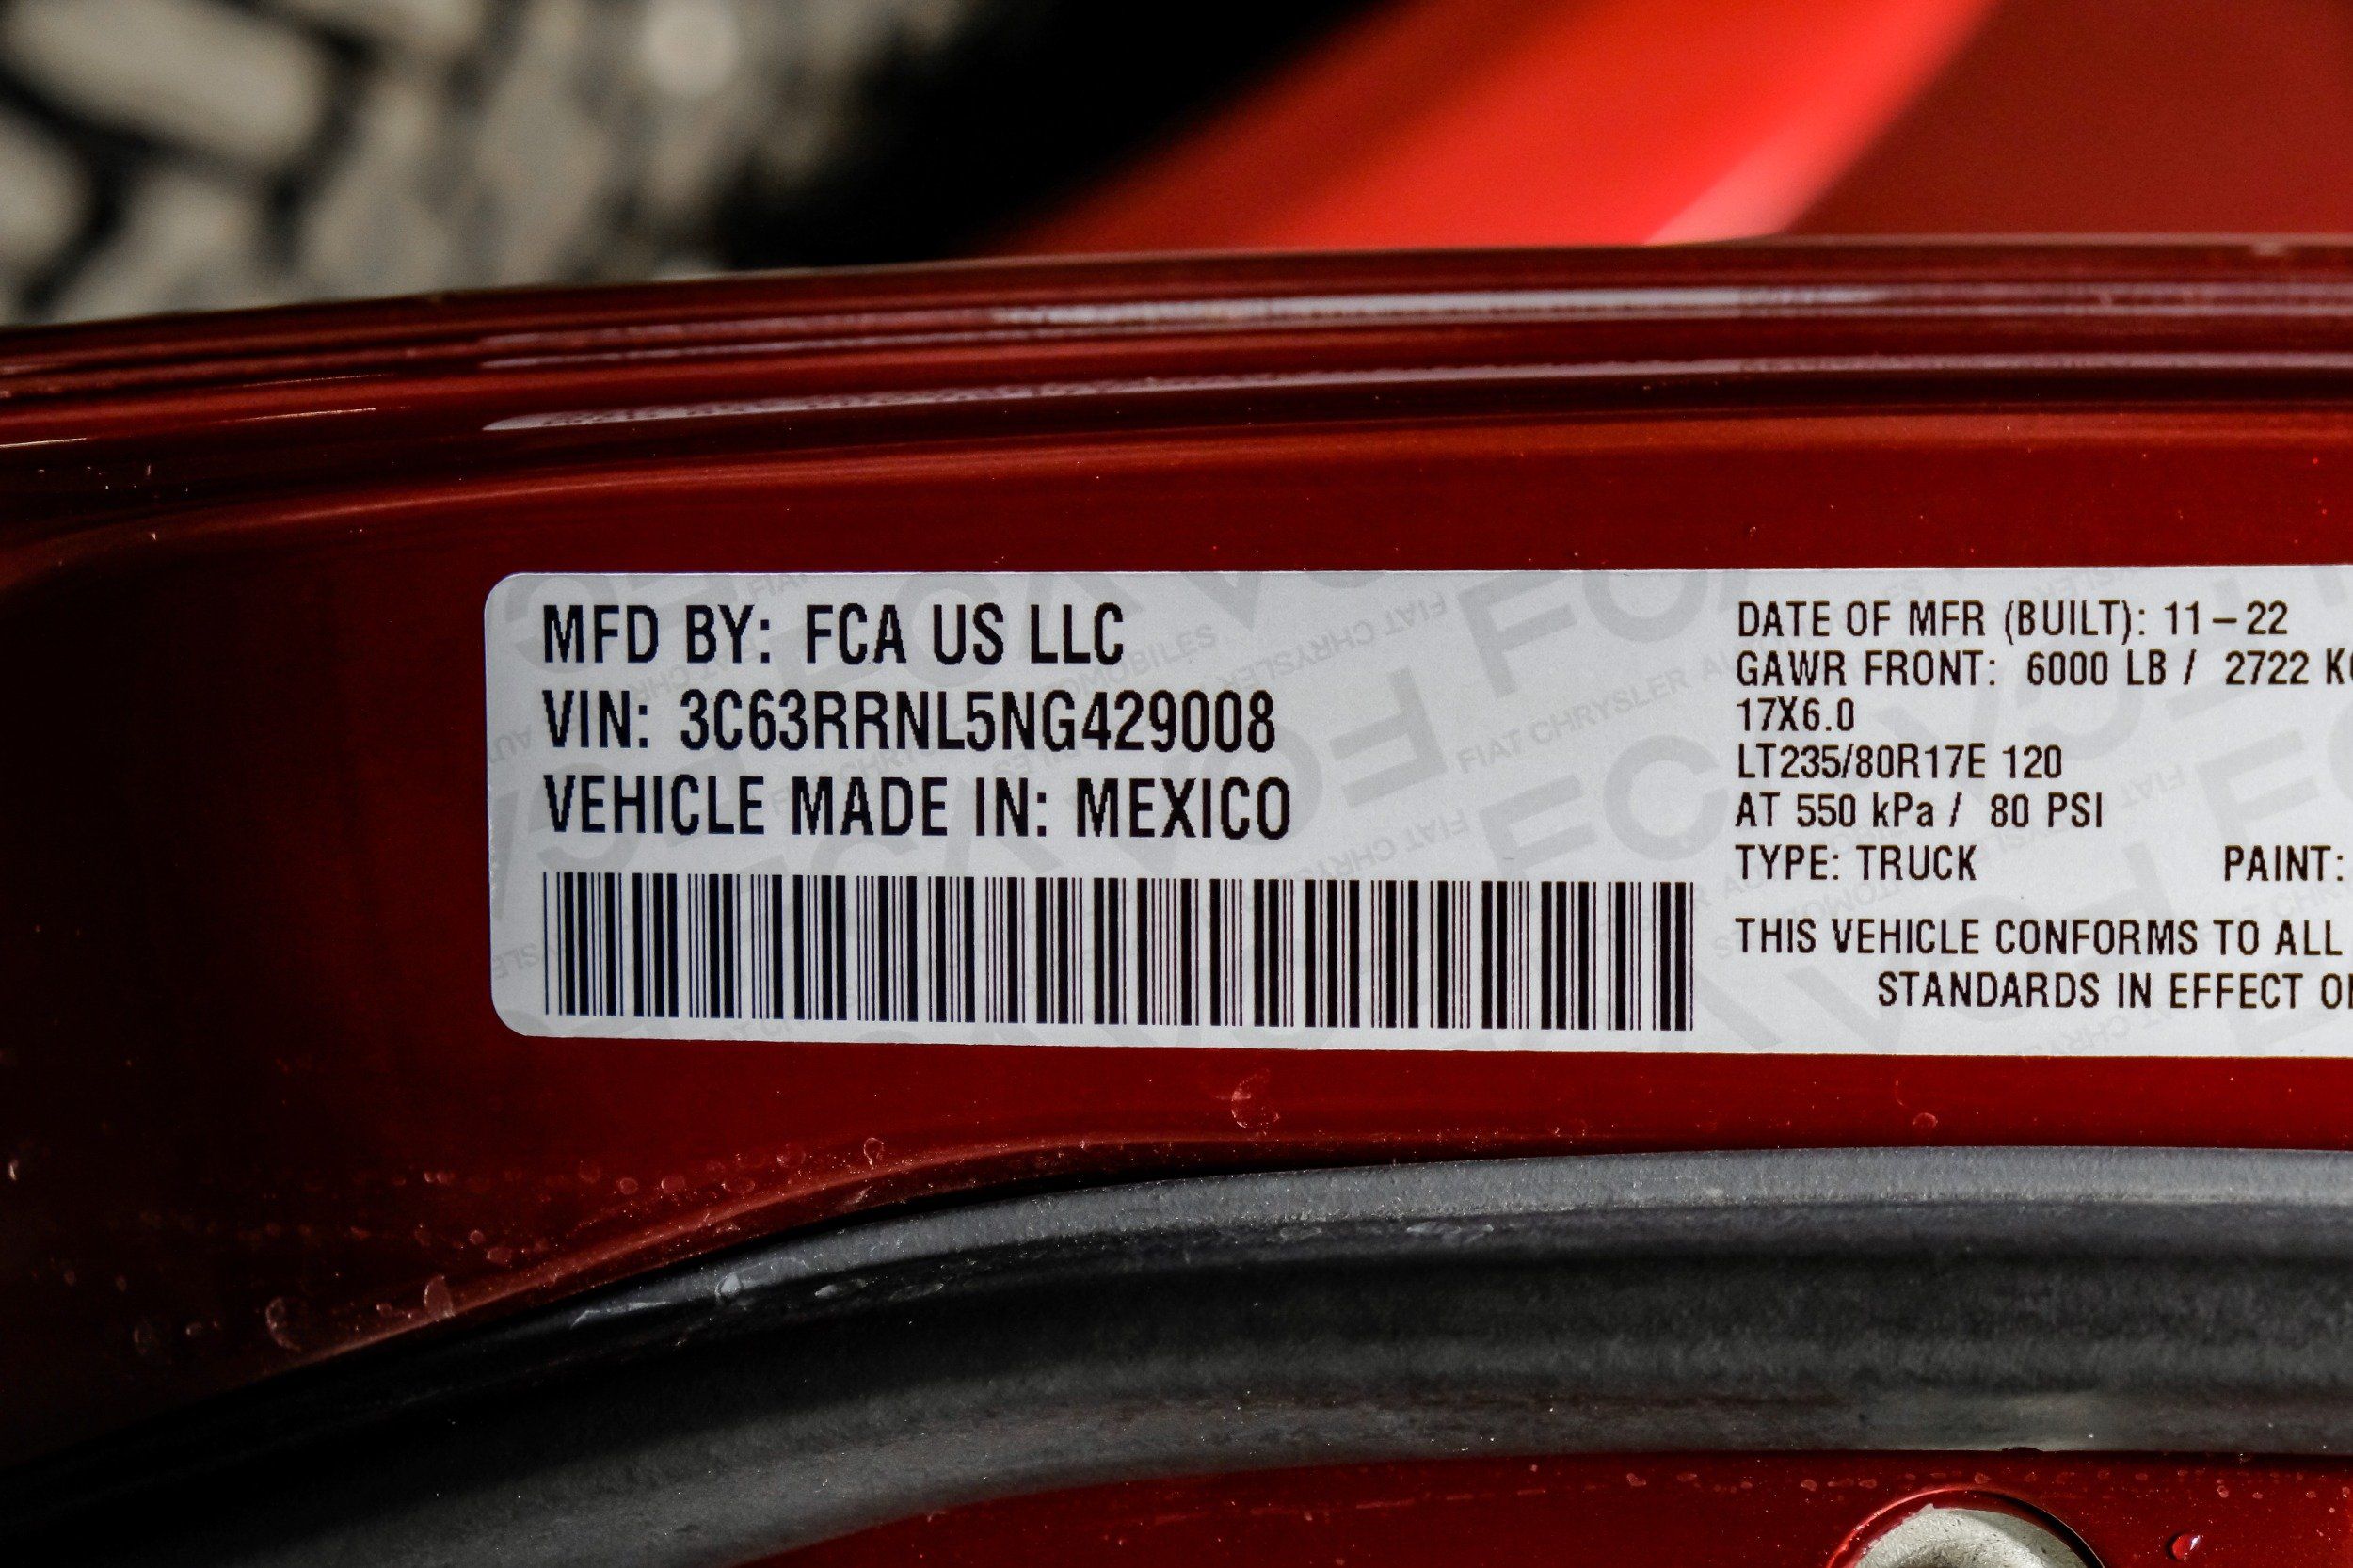 MFD BY: FCA US LLC
VIN: 3C63RRNL5NG429008
VEHICLE MADE IN: MEXICO
DATE OF MFR (BUILT): 11-22
GAWR FRONT: 6000 LB / 2722 KG
17X6.0
LT235/80R17E 120
AT 550 kPa / 80 PSI
TYPE: TRUCK PAINT:
THIS VEHICLE CONFORMS TO ALL
STANDARDS IN EFFECT ON